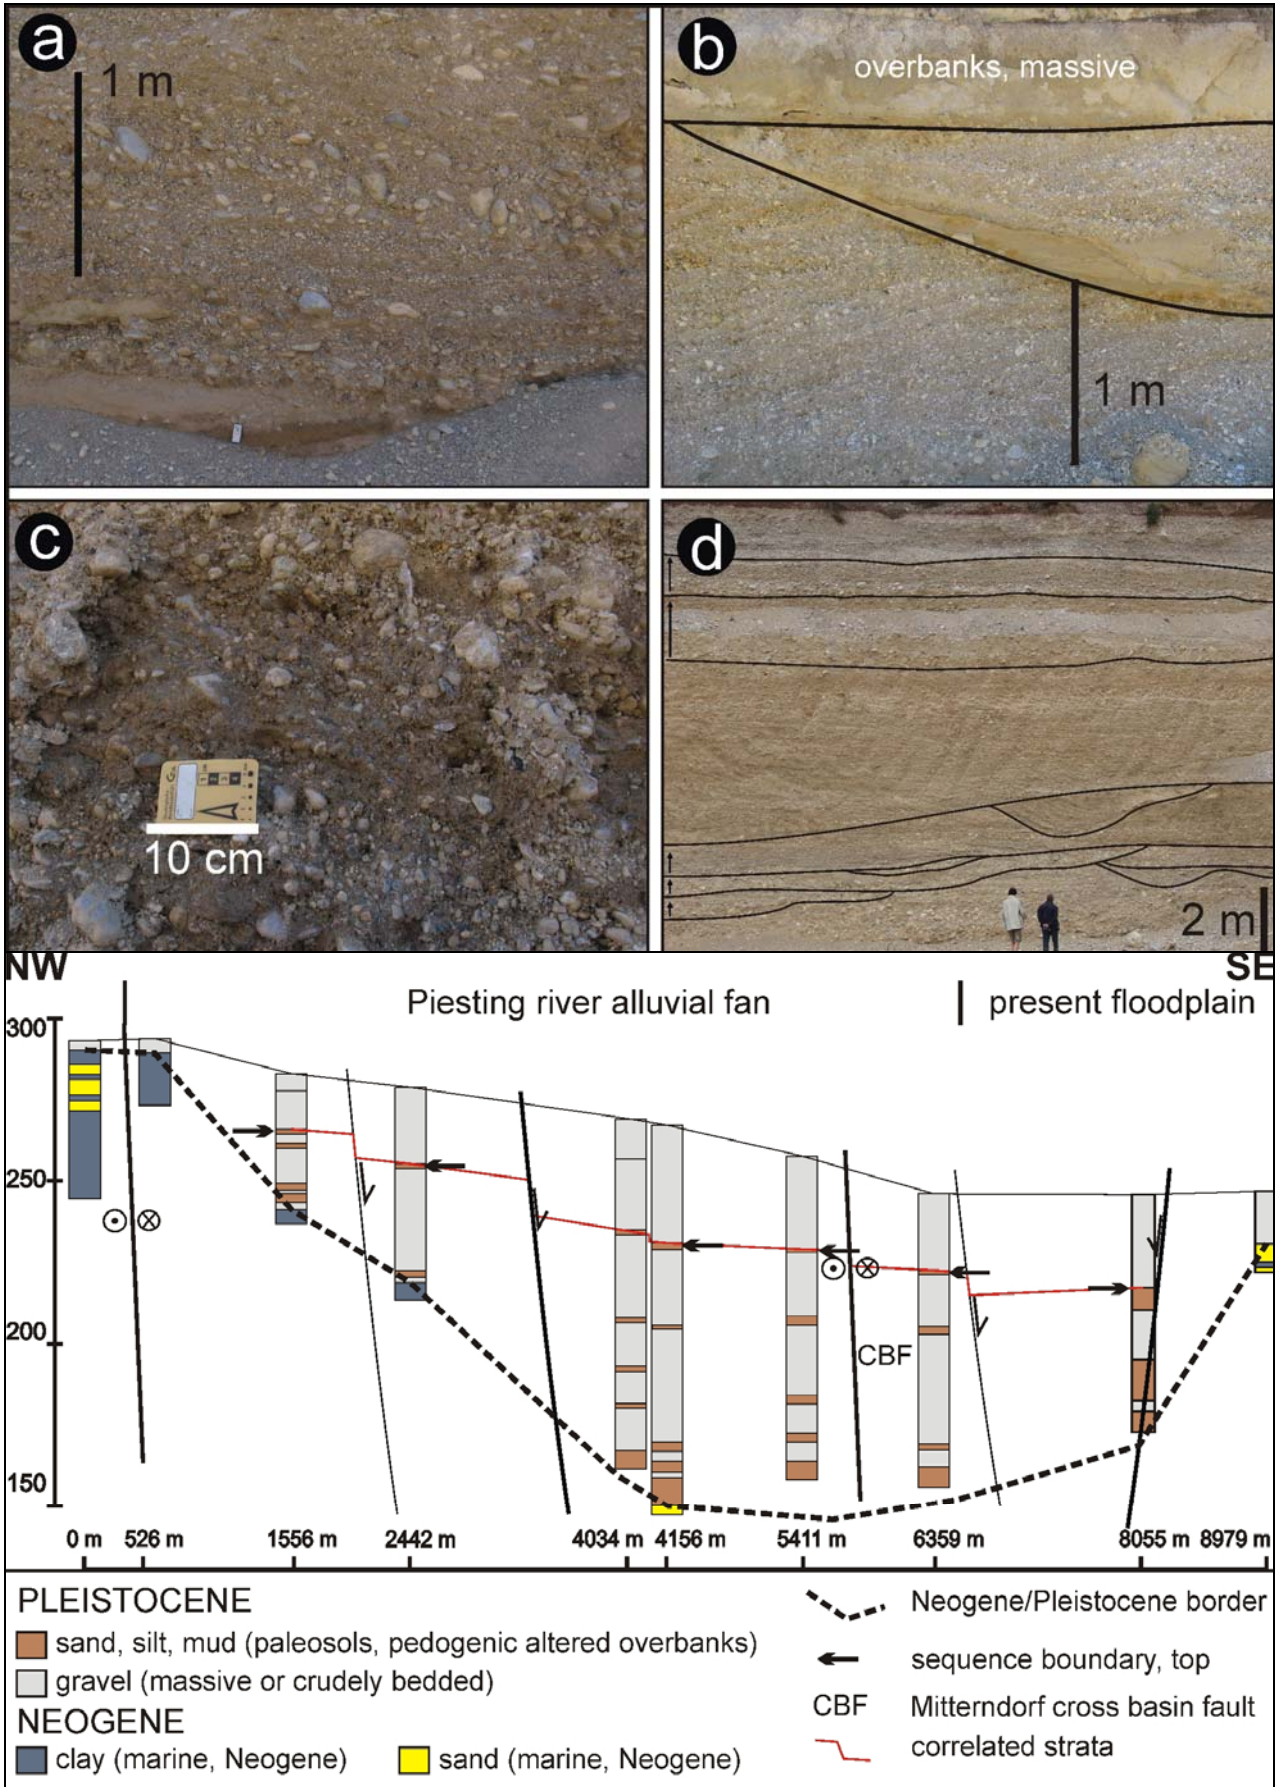 a
1 m
b
overbanks, massive
1 m
c
10 cm
d
2 m
NW
SE
Piesting river alluvial fan
present floodplain
300
250
200
150
CBF
0 m 526 m 1556 m 2442 m 4034 m 4156 m 5411 m 6359 m 8055 m 8979 m
PLEISTOCENE
sand, silt, mud (paleosols, pedogenic altered overbanks)
gravel (massive or crudely bedded)
NEOGENE
clay (marine, Neogene)
sand (marine, Neogene)
Neogene/Pleistocene border
sequence boundary, top
CBF Mitterndorf cross basin fault
correlated strata